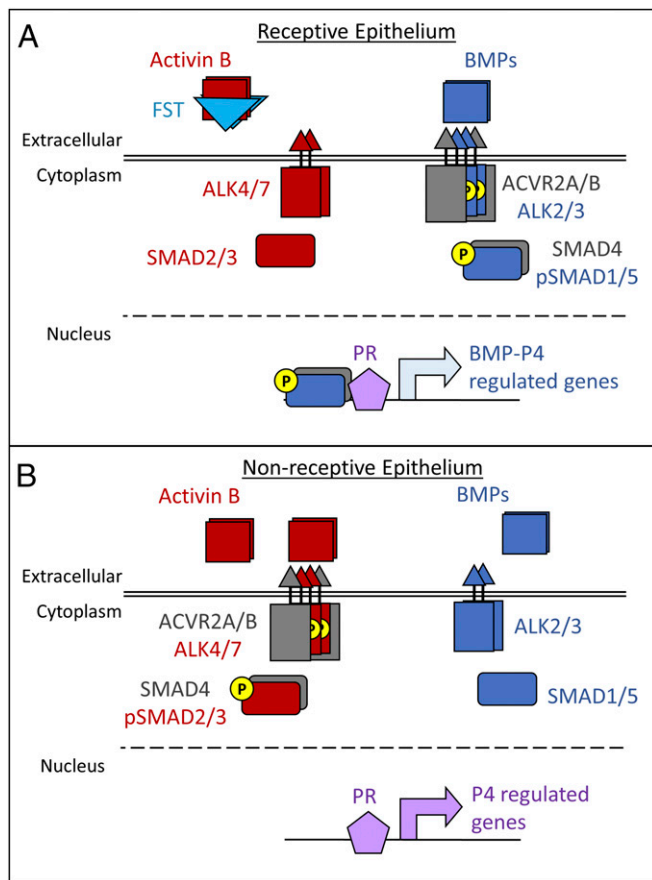 A
Receptive Epithelium
Activin B
BMPs
FST
Extracellular
Cytoplasm
ALK4/7
P
P
ACVR2A/B
ALK2/3
SMAD2/3
P
SMAD4
pSMAD1/5
Nucleus
PR
P
BMP-P4
regulated genes
B
Non-receptive Epithelium
Activin B
BMPs
Extracellular
Cytoplasm
ACVR2A/B
ALK4/7
P
P
ALK2/3
SMAD4
pSMAD2/3
P
SMAD1/5
Nucleus
PR
P4 regulated
genes